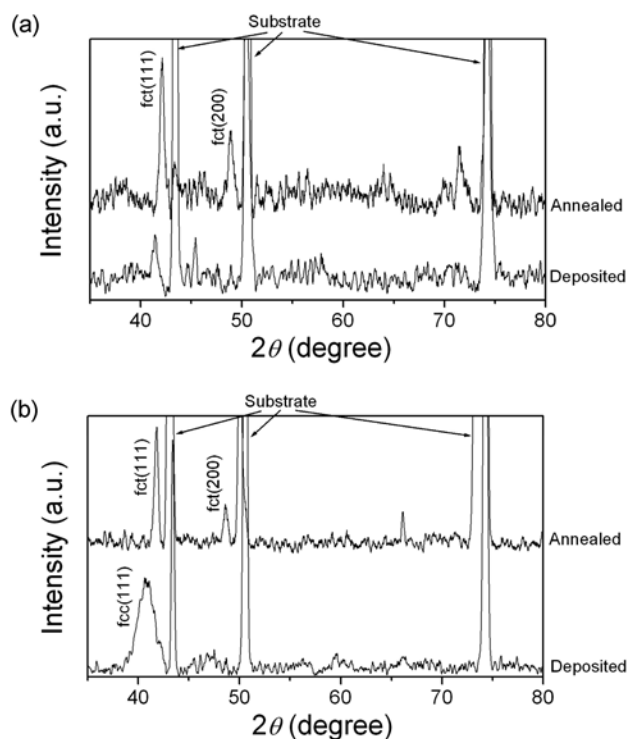 (a)
Substrate
fct(111)
fct(200)
Annealed
Deposited
Intensity (a.u.)
40 50 60 70 80
2θ (degree)
(b)
Substrate
fct(111)
fct(200)
Annealed
fcc(111)
Deposited
Intensity (a.u.)
40 50 60 70 80
2θ (degree)